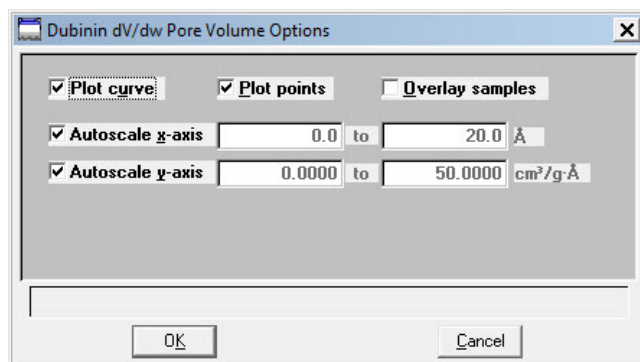 Dubinin dV/dw Pore Volume Options
Plot curve Plot points Overlay samples
Autoscale x-axis 0.0 to 20.0 Å
Autoscale y-axis 0.0000 to 50.0000 cm³/g·Å
OK Cancel